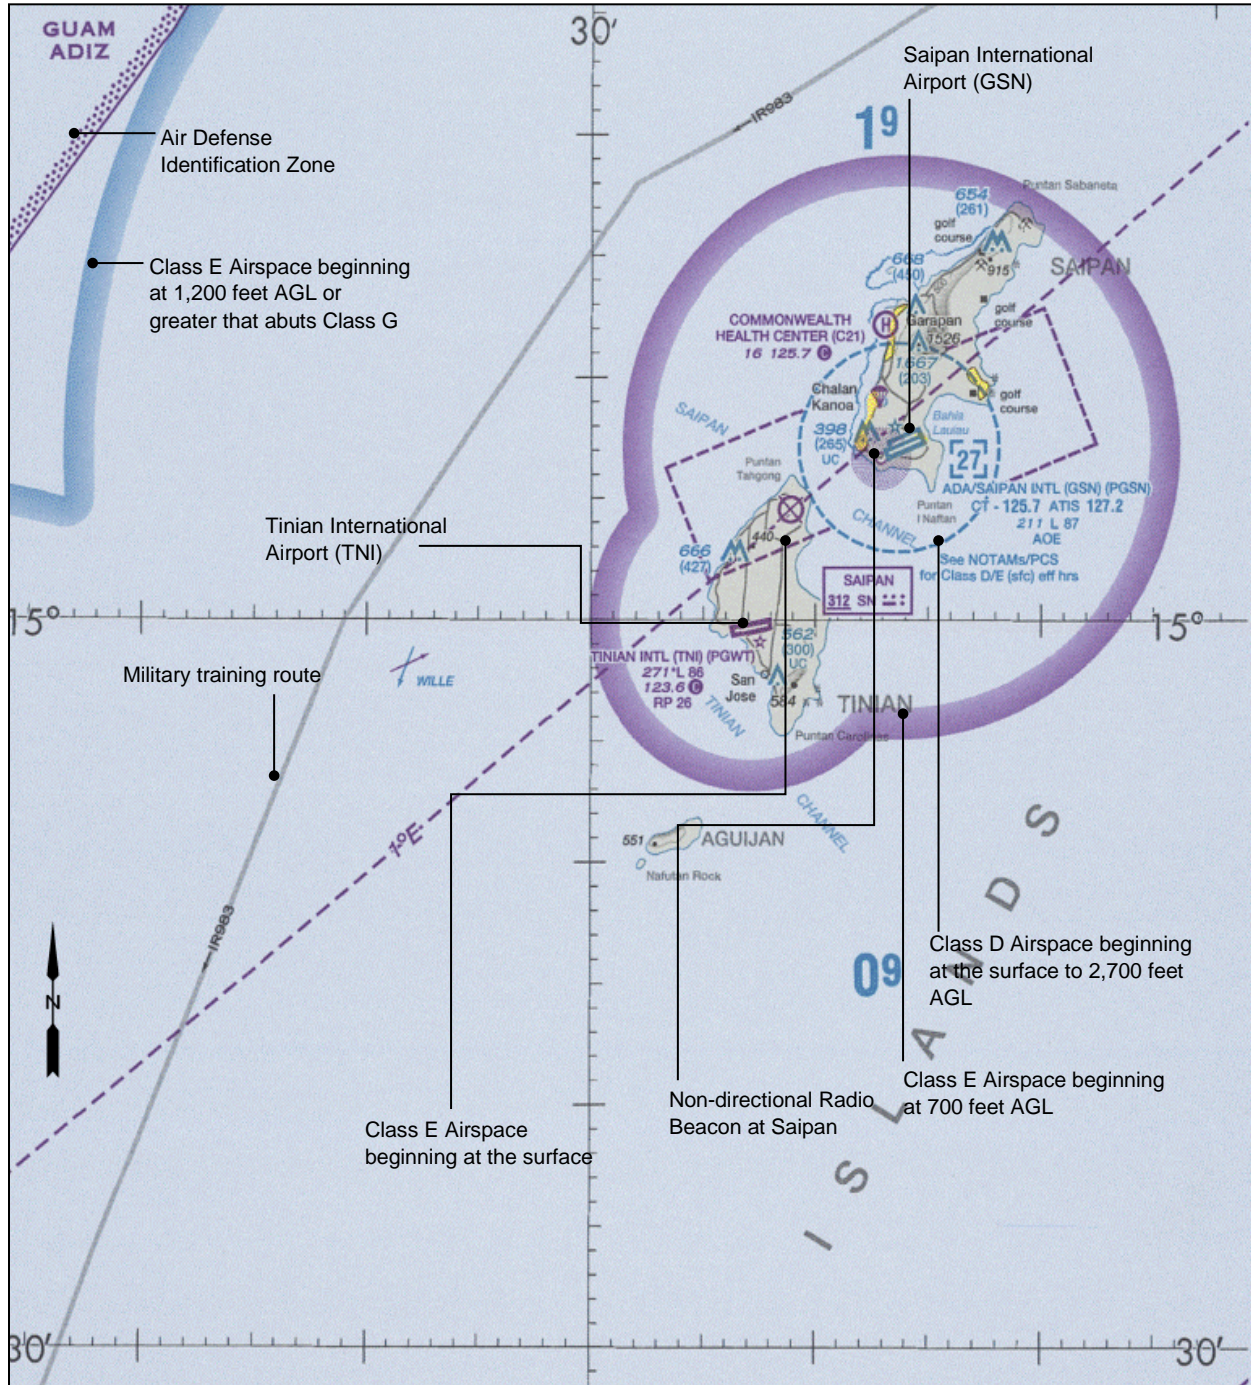 GUAM
ADIZ
30'
Saipan International
Airport (GSN)
IR983
19
Air Defense
Identification Zone
654
(261)
Puntan Sabaneta
golf
course
Class E Airspace beginning
at 1,200 feet AGL or
greater that abuts Class G
668
(450)
915
SAIPAN
500
golf
course
COMMONWEALTH
HEALTH CENTER (C21)
16 125.7 C
H
Garapan
1526
1667
(203)
Chalan
Kanoa
golf
course
SAIPAN
398
(265)
UC
Bahia
Laulau
27
Puntan
Tahgong
ADA/SAIPAN INTL (GSN) (PGSN)
CT - 125.7 ATIS 127.2
211 L 87
AOE
Puntan
I Naftan
CHANNEL
Tinian International
Airport (TNI)
440
666
(427)
See NOTAMs/PCS
for Class D/E (sfc) eff hrs
SAIPAN
312 SN
15°
15°
562
(300)
UC
TINIAN INTL (TNI) (PGWT)
271 *L 86
123.6 C
RP 26
San
Jose
584
Military training route
WILLE
TINIAN
TINIAN
Puntan Carolinas
CHANNEL
1°E
551
AGUIJAN
Nafutan Rock
IR983
N
09
Class D Airspace beginning
at the surface to 2,700 feet
AGL
Class E Airspace beginning
at 700 feet AGL
Non-directional Radio
Beacon at Saipan
Class E Airspace
beginning at the surface
ISLANDS
30'
30'